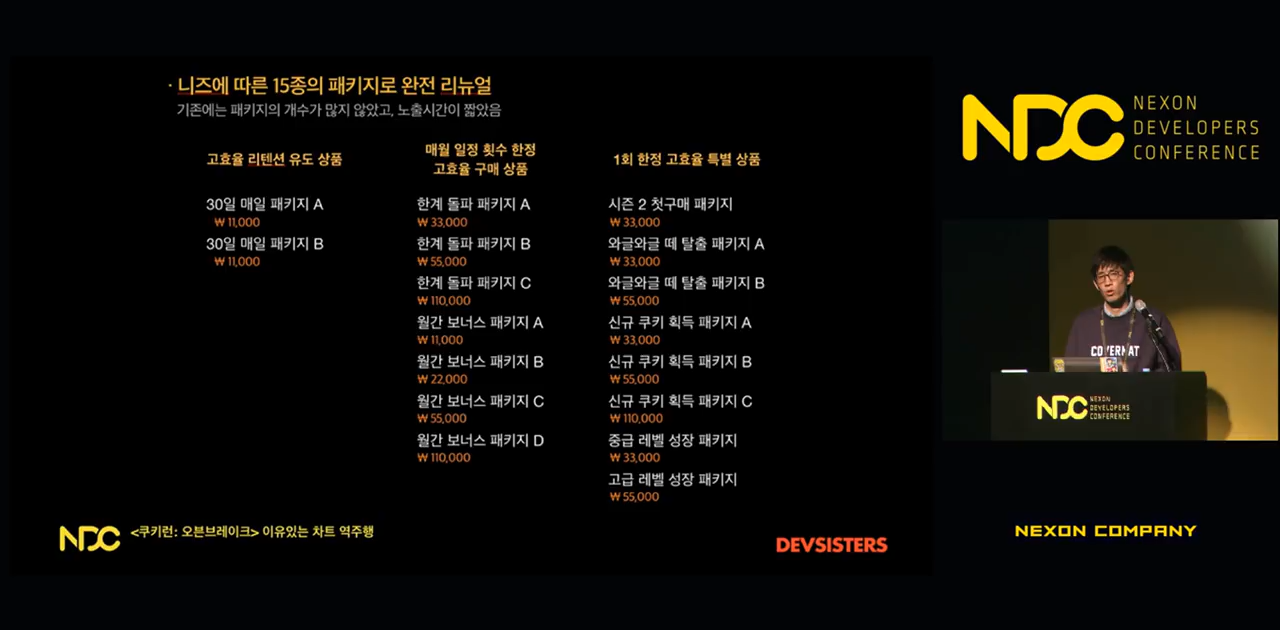 · 니즈에 따른 15종의 패키지로 완전 리뉴얼
기존에는 패키지의 개수가 많지 않았고, 노출시간이 짧았음
고효율 리텐션 유도 상품
30일 매일 패키지 A
₩ 11,000
30일 매일 패키지 B
₩ 11,000
매월 일정 횟수 한정
고효율 구매 상품
한계 돌파 패키지 A
₩ 33,000
한계 돌파 패키지 B
₩ 55,000
한계 돌파 패키지 C
₩ 110,000
월간 보너스 패키지 A
₩ 11,000
월간 보너스 패키지 B
₩ 22,000
월간 보너스 패키지 C
₩ 55,000
월간 보너스 패키지 D
₩ 110,000
1회 한정 고효율 특별 상품
시즌 2 첫구매 패키지
₩ 33,000
와글와글 떼 탈출 패키지 A
₩ 33,000
와글와글 떼 탈출 패키지 B
₩ 55,000
신규 쿠키 획득 패키지 A
₩ 33,000
신규 쿠키 획득 패키지 B
₩ 55,000
신규 쿠키 획득 패키지 C
₩ 110,000
중급 레벨 성장 패키지
₩ 33,000
고급 레벨 성장 패키지
₩ 55,000
NDC
<쿠키런: 오븐브레이크> 이유있는 차트 역주행
DEVSISTERS
NDC
NEXON
DEVELOPERS
CONFERENCE
COVERNAT
NDC
NEXON
DEVELOPERS
CONFERENCE
NEXON COMPANY